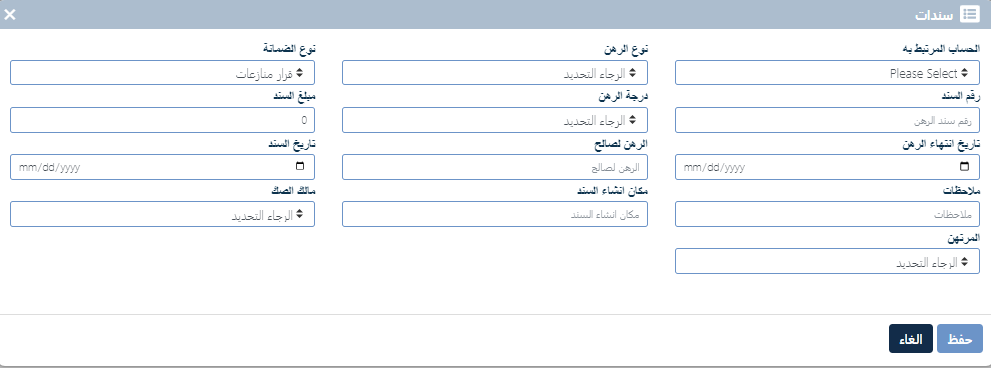 سندات
الحساب المرتبط به نوع الرهن نوع الضمانة
Please Select الرجاء التحديد قرار منازعات
رقم السند درجة الرهن مبلغ السند
رقم سند الرهن الرجاء التحديد 0
تاريخ انتهاء الرهن الرهن لصالح تاريخ السند
mm/dd/yyyy الرهن لصالح mm/dd/yyyy
ملاحظات مكان انشاء السند مالك الصك
ملاحظات مكان انشاء السند الرجاء التحديد
المرتهن
الرجاء التحديد
حفظ الغاء